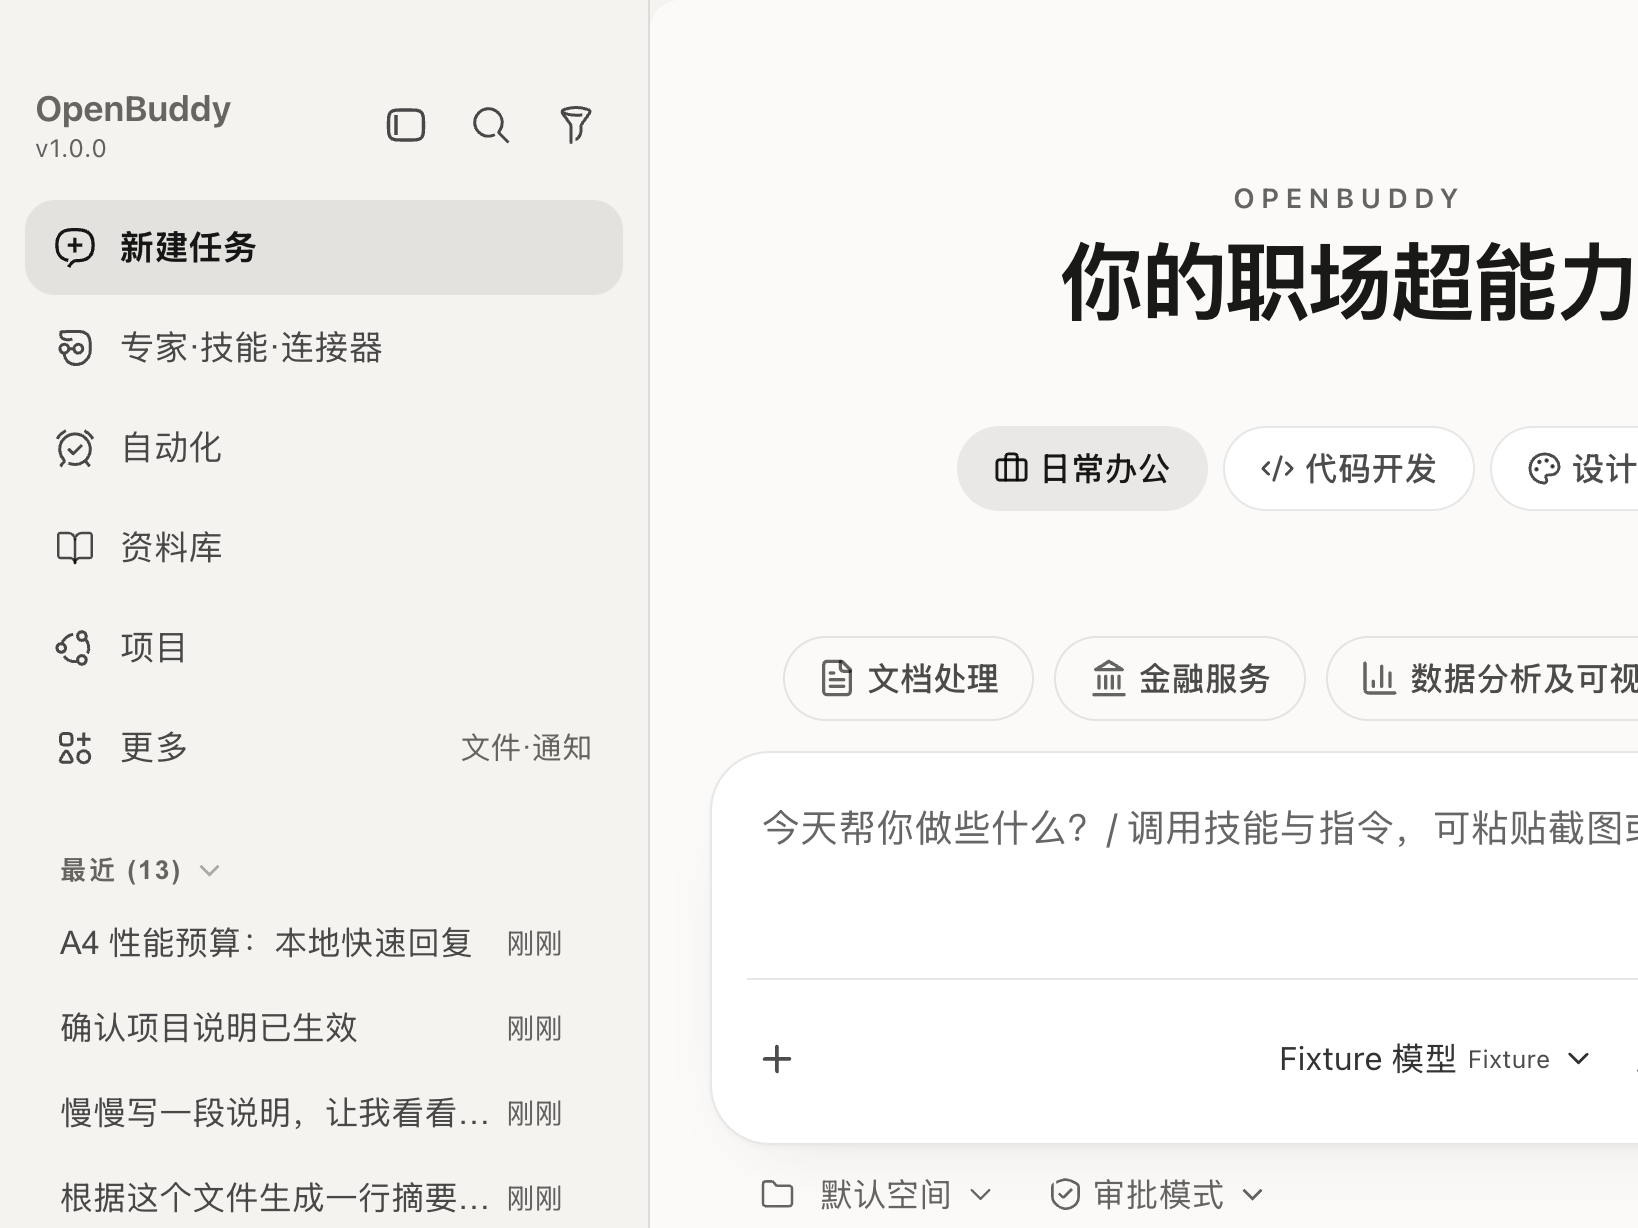 OpenBuddy
v1.0.0
新建任务
专家·技能·连接器
自动化
资料库
项目
更多 文件·通知
最近 (13)
A4 性能预算：本地快速回复 刚刚
确认项目说明已生效 刚刚
慢慢写一段说明，让我看看... 刚刚
根据这个文件生成一行摘要... 刚刚
OPENBUDDY
你的职场超能力
日常办公 代码开发 设计
文档处理 金融服务 数据分析及可视
今天帮你做些什么？/ 调用技能与指令，可粘贴截图或
Fixture 模型 Fixture
默认空间 审批模式